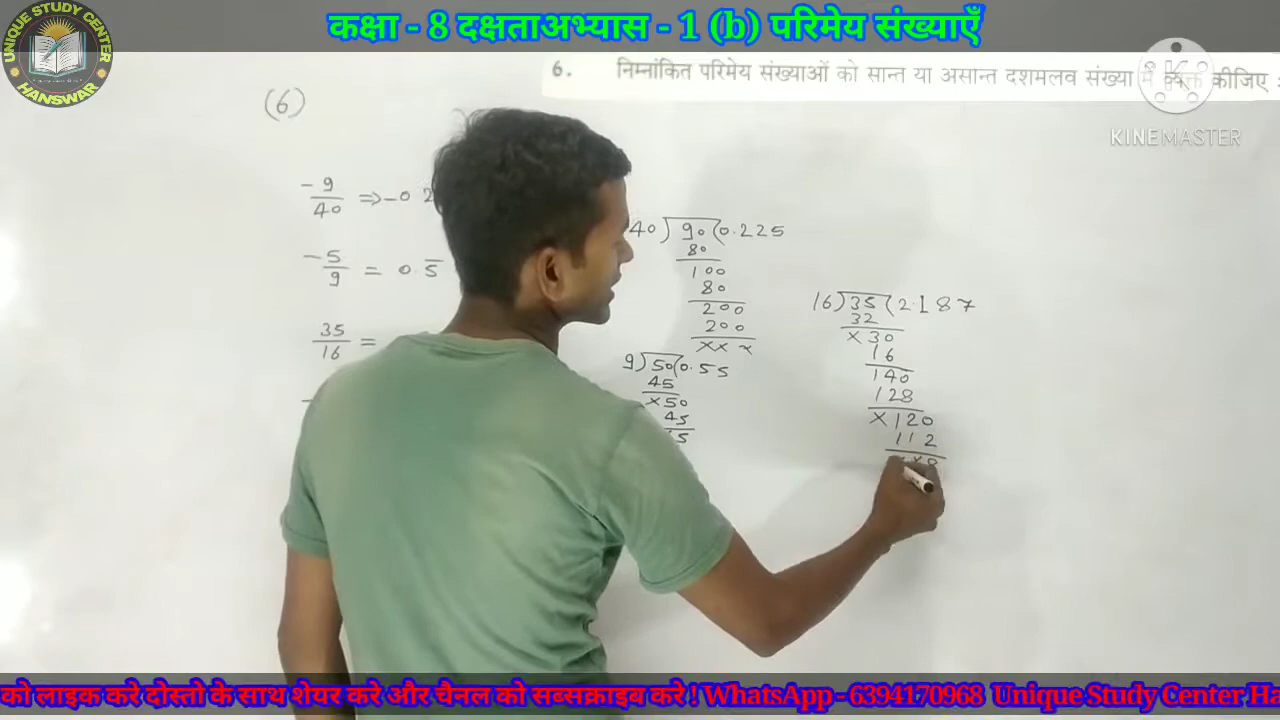 कक्षा - 8 दक्षताअभ्यास - 1 (b) परिमेय संख्याएँ
UNIQUE STUDY CENTER
HANSWAR
6. निम्नांकित परिमेय संख्याओं को सान्त या असान्त दशमलव संख्या में व्यक्त कीजिए :
KINEMASTER
(6)
-9/40 ⇒ -0.2
-5/9 = 0.5̅
35/16 =
40) 90 (0.225
80
100
80
200
200
xxx
9) 50 (0.55
45
x50
45
16) 35 (2.187
32
x30
16
140
128
x120
112
xx8
को लाइक करे दोस्तो के साथ शेयर करे और चैनल को सब्सक्राइब करे ! WhatsApp - 6394170968 Unique Study Center Ha